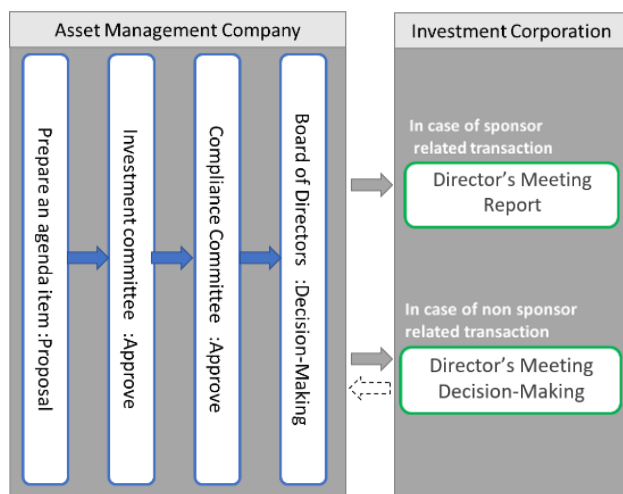 Asset Management Company
Prepare an agenda item :Proposal
Investment committee :Approve
Compliance Committee :Approve
Board of Directors :Decision-Making
Investment Corporation
In case of sponsor
related transaction
Director's Meeting
Report
In case of non sponsor
related transaction
Director's Meeting
Decision-Making